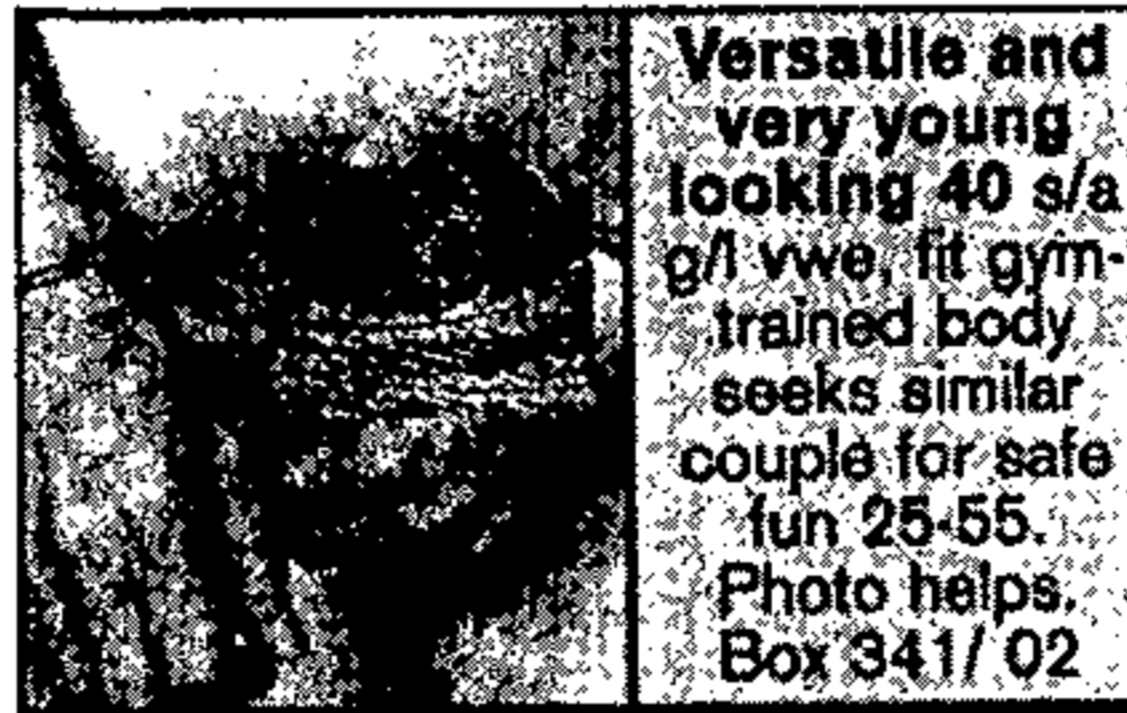 Versatile and
very young
looking 40 s/a
g/l vwe, fit gym-
trained body
seeks similar
couple for safe
fun 25-55.
Photo helps.
Box 341/ 02